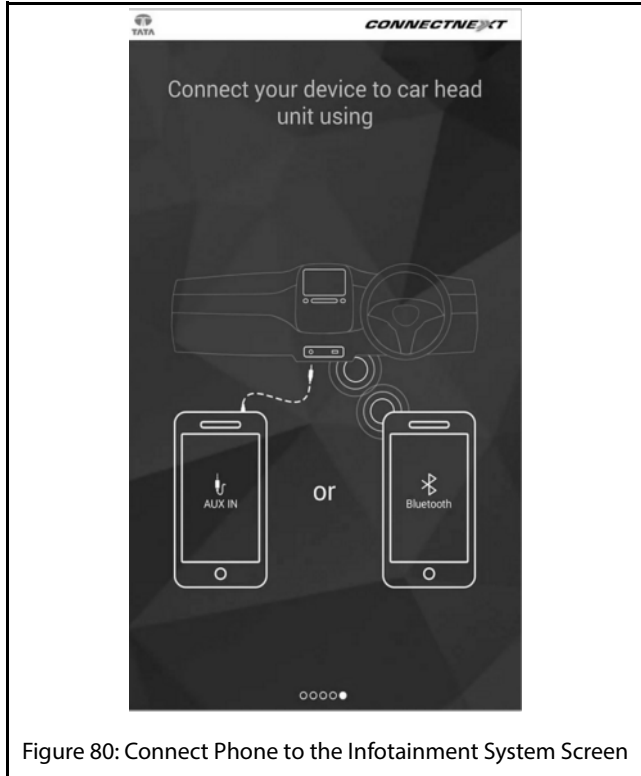 TATA
CONNECTNEXT
Connect your device to car head
unit using
AUX IN
or
Bluetooth
Figure 80: Connect Phone to the Infotainment System Screen